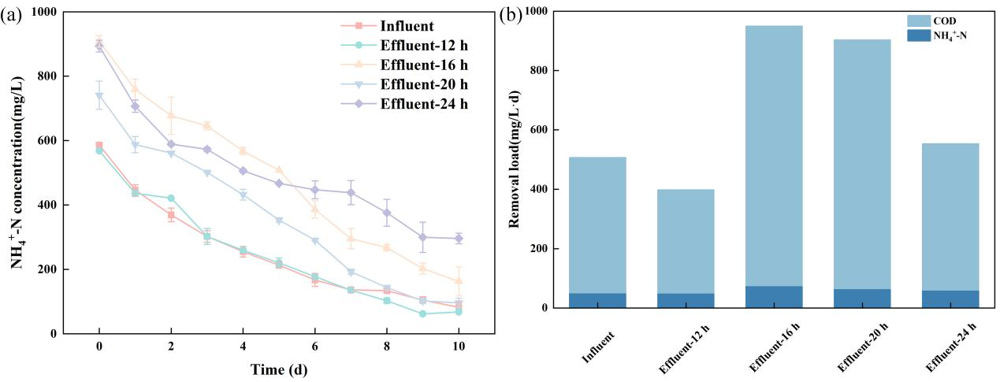 (a)
NH₄⁺-N concentration(mg/L)
1000
800
600
400
200
0
0 2 4 6 8 10
Time (d)
Influent
Effluent-12 h
Effluent-16 h
Effluent-20 h
Effluent-24 h
(b)
Removal load(mg/L·d)
1000
800
600
400
200
0
COD
NH₄⁺-N
Influent
Effluent-12 h
Effluent-16 h
Effluent-20 h
Effluent-24 h